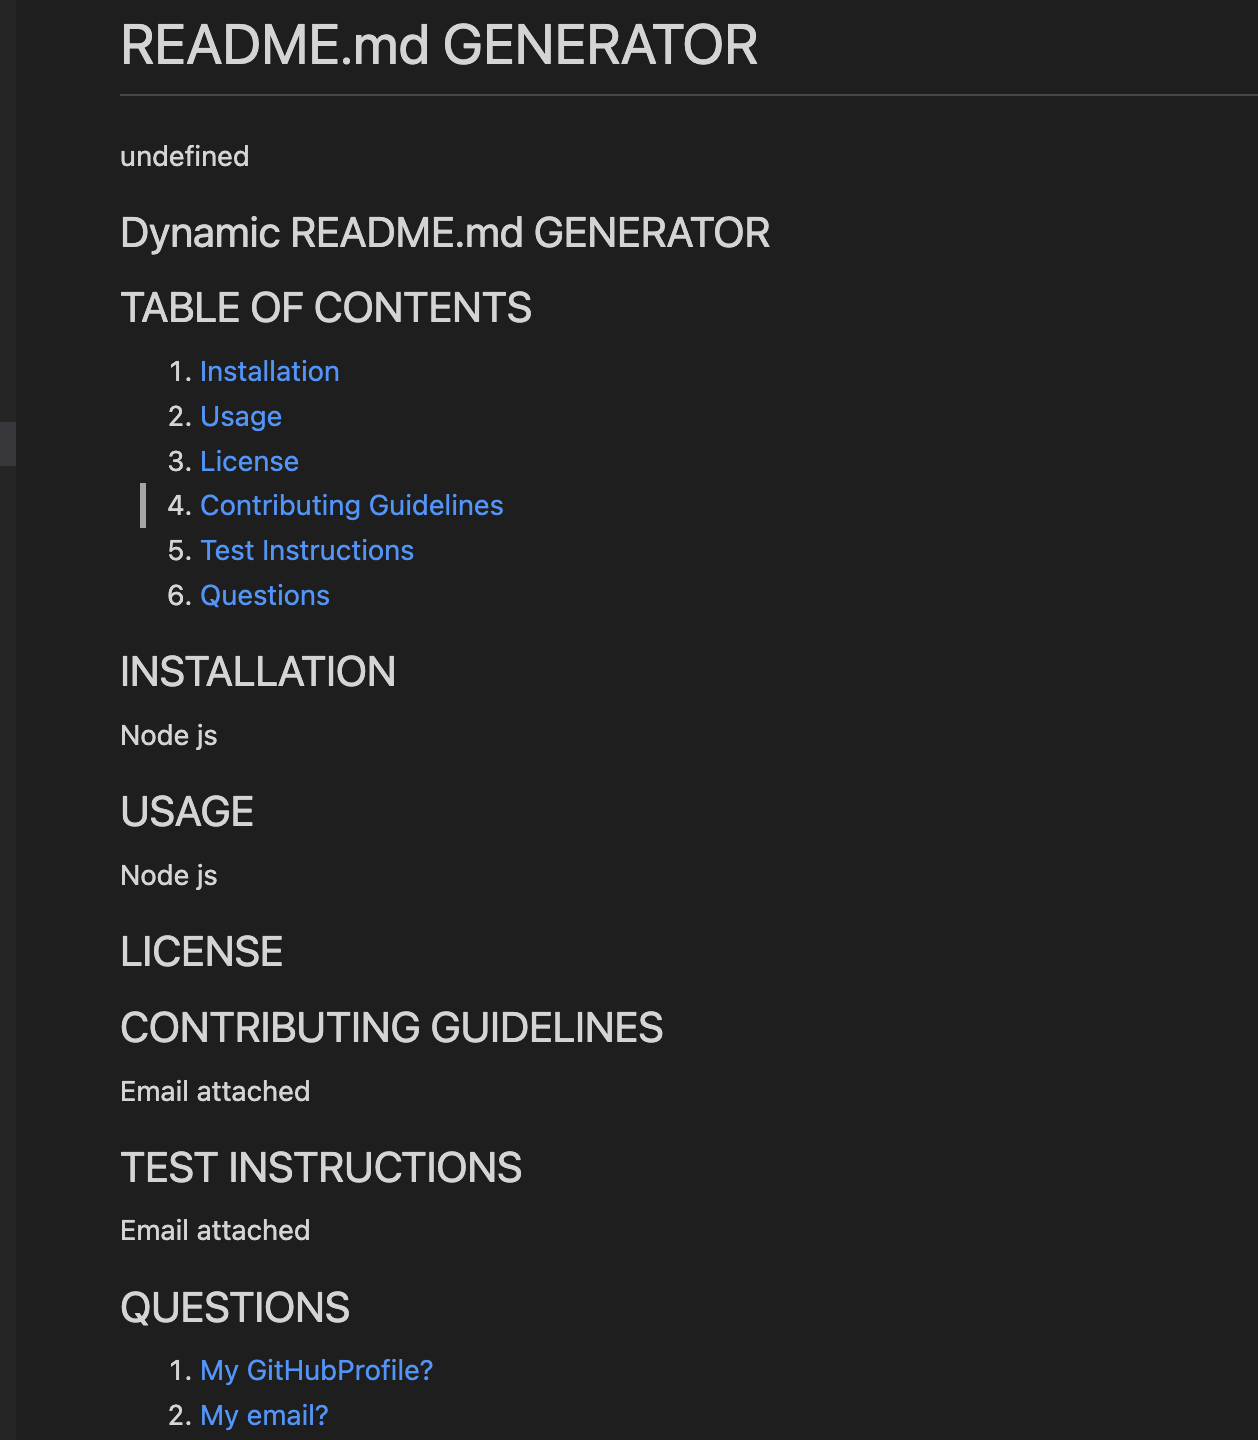 README.md GENERATOR
undefined
Dynamic README.md GENERATOR
TABLE OF CONTENTS
1. Installation
2. Usage
3. License
4. Contributing Guidelines
5. Test Instructions
6. Questions
INSTALLATION
Node js
USAGE
Node js
LICENSE
CONTRIBUTING GUIDELINES
Email attached
TEST INSTRUCTIONS
Email attached
QUESTIONS
1. My GitHubProfile?
2. My email?